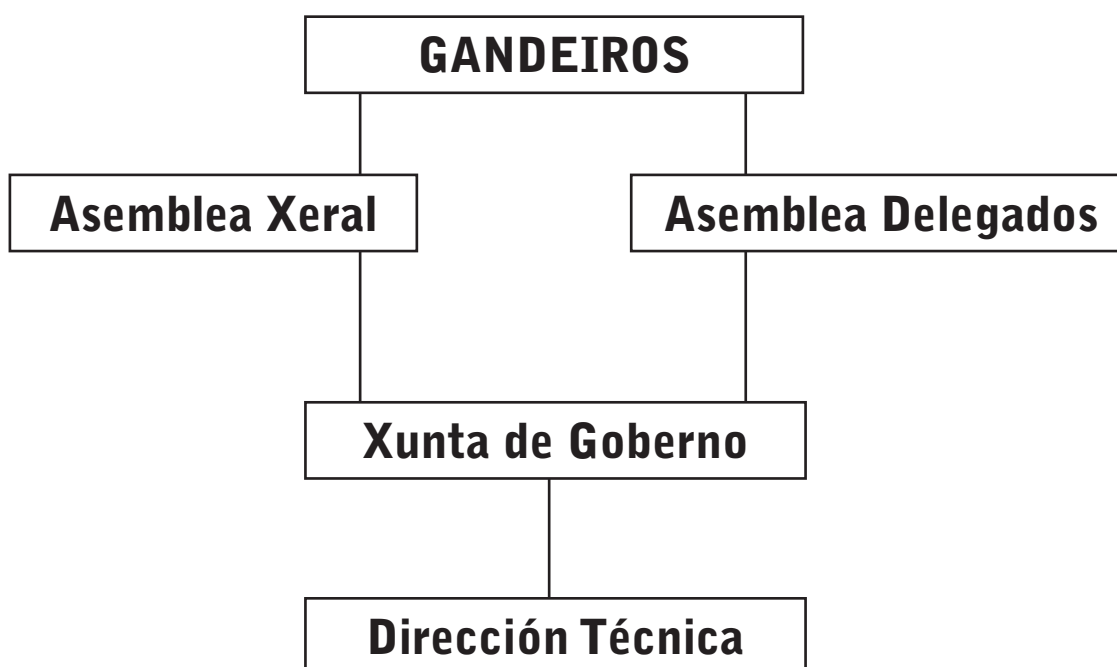 GANDEIROS
Asemblea Xeral
Asemblea Delegados
Xunta de Goberno
Dirección Técnica